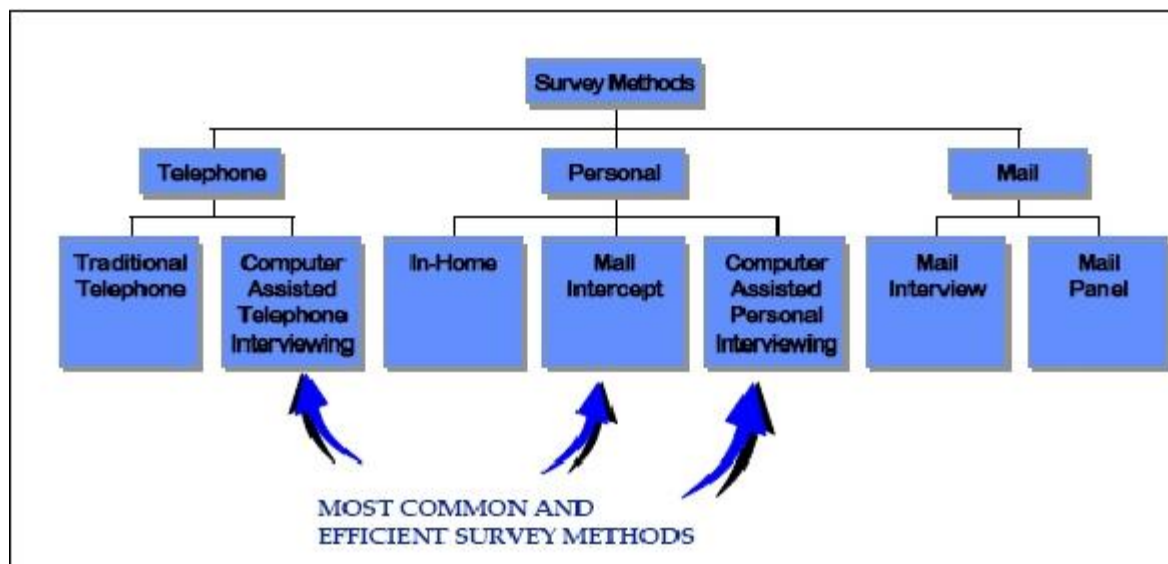 Survey Methods
Telephone
Personal
Mail
Traditional
Telephone
Computer
Assisted
Telephone
Interviewing
In-Home
Mall
Intercept
Computer
Assisted
Personal
Interviewing
Mail
Interview
Mail
Panel
MOST COMMON AND
EFFICIENT SURVEY METHODS